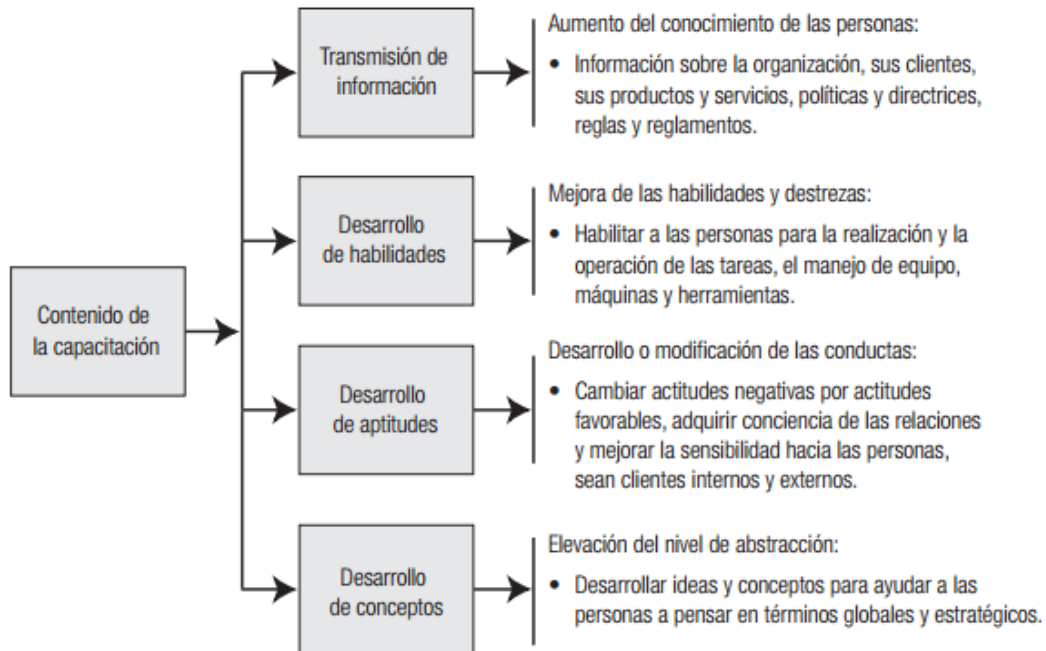 Contenido de
la capacitación
Transmisión de
información
Aumento del conocimiento de las personas:
• Información sobre la organización, sus clientes,
sus productos y servicios, políticas y directrices,
reglas y reglamentos.
Desarrollo
de habilidades
Mejora de las habilidades y destrezas:
• Habilitar a las personas para la realización y la
operación de las tareas, el manejo de equipo,
máquinas y herramientas.
Desarrollo
de aptitudes
Desarrollo o modificación de las conductas:
• Cambiar actitudes negativas por actitudes
favorables, adquirir conciencia de las relaciones
y mejorar la sensibilidad hacia las personas,
sean clientes internos y externos.
Desarrollo
de conceptos
Elevación del nivel de abstracción:
• Desarrollar ideas y conceptos para ayudar a las
personas a pensar en términos globales y estratégicos.